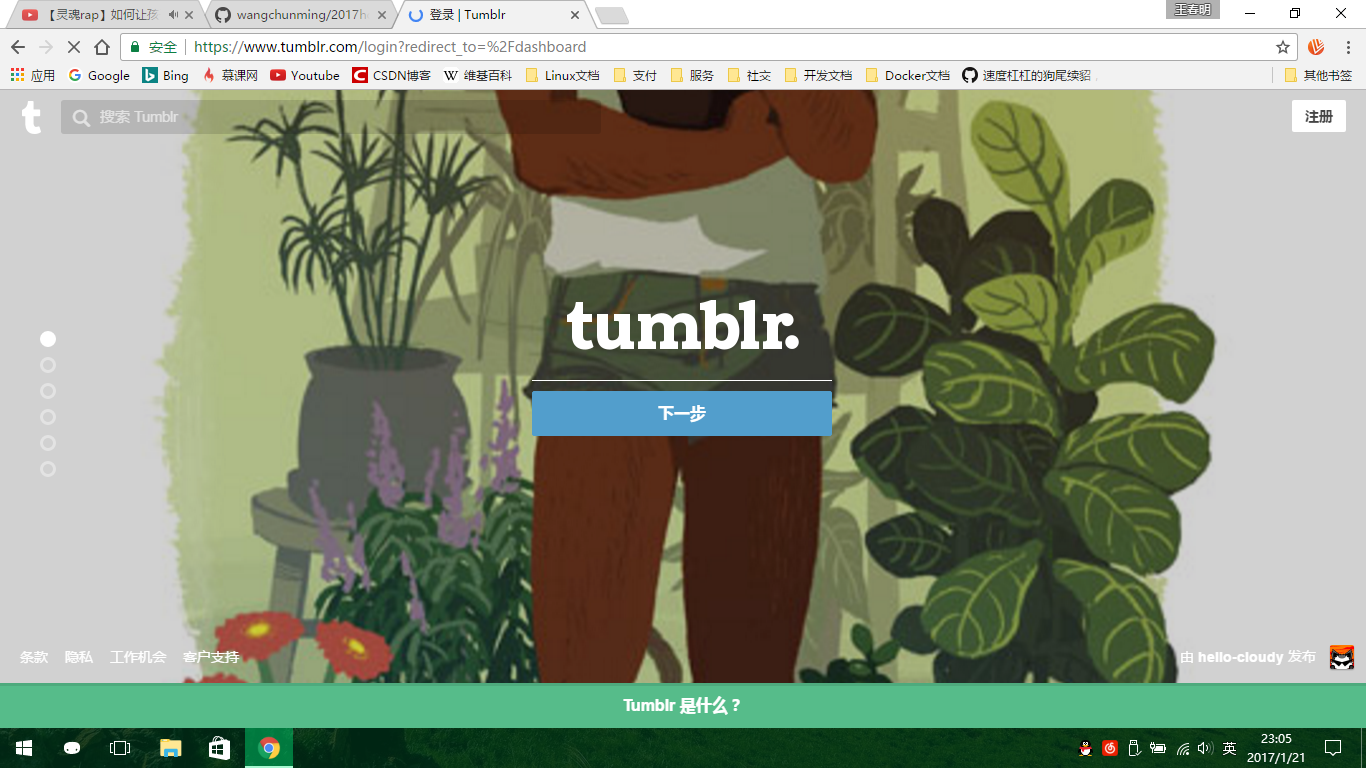 【灵魂rap】如何让孩
wangchunming/2017he
登录 | Tumblr
王春明
安全 https://www.tumblr.com/login?redirect_to=%2Fdashboard
应用 Google Bing 慕课网 Youtube CSDN博客 维基百科 Linux文档 支付 服务 社交 开发文档 Docker文档 速度杠杠的狗尾续貂 其他书签
t 搜索 Tumblr 注册
tumblr.
下一步
条款 隐私 工作机会 客户支持 由 hello-cloudy 发布
Tumblr 是什么？
英 23:05
2017/1/21